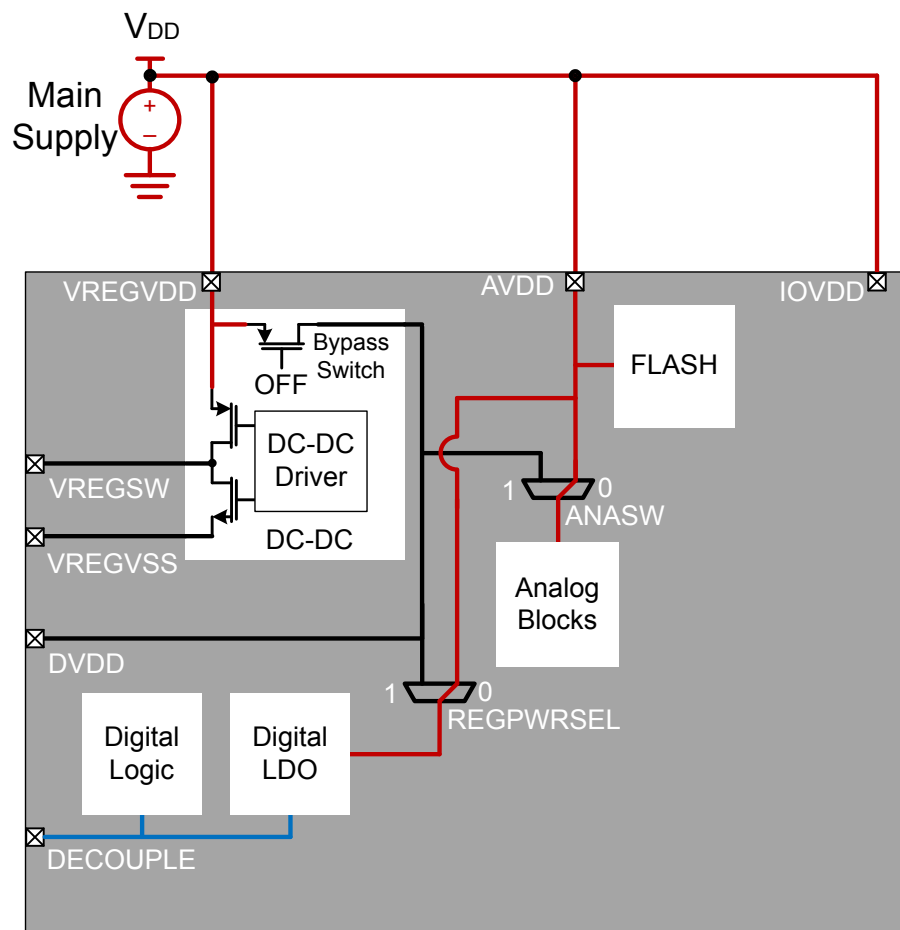 VDD
Main
Supply
+
–
VREGVDD
AVDD
IOVDD
Bypass
Switch
OFF
FLASH
DC-DC
Driver
VREGSW
1
0
ANASW
DC-DC
VREGVSS
Analog
Blocks
DVDD
1
0
REGPWRSEL
Digital
Logic
Digital
LDO
DECOUPLE